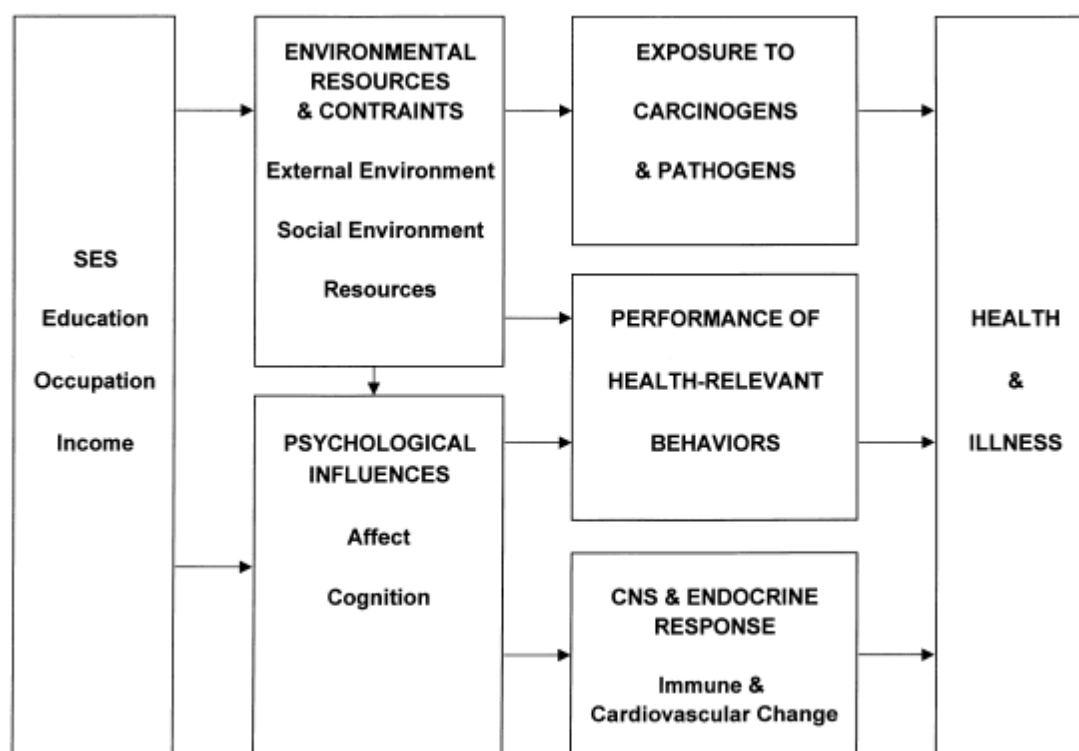 SES
Education
Occupation
Income
ENVIRONMENTAL
RESOURCES
& CONTRAINTS
External Environment
Social Environment
Resources
PSYCHOLOGICAL
INFLUENCES
Affect
Cognition
EXPOSURE TO
CARCINOGENS
& PATHOGENS
PERFORMANCE OF
HEALTH-RELEVANT
BEHAVIORS
CNS & ENDOCRINE
RESPONSE
Immune &
Cardiovascular Change
HEALTH
&
ILLNESS